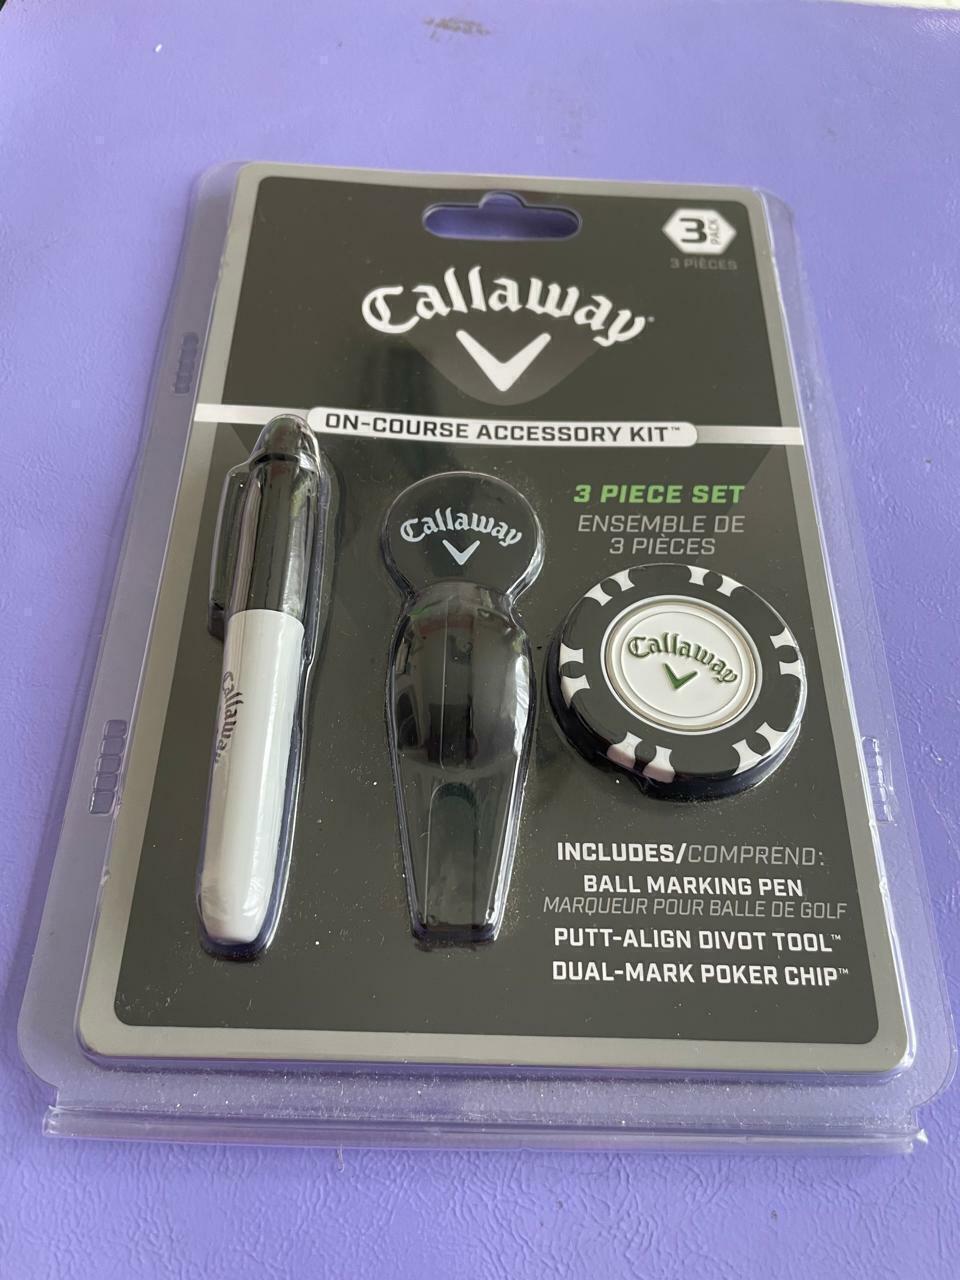 3 PACK
3 PIÈCES
Callaway®
ON-COURSE ACCESSORY KIT™
3 PIECE SET
ENSEMBLE DE
3 PIÈCES
Callaway
Callaway
Callaway
INCLUDES/COMPREND:
BALL MARKING PEN
MARQUEUR POUR BALLE DE GOLF
PUTT-ALIGN DIVOT TOOL™
DUAL-MARK POKER CHIP™